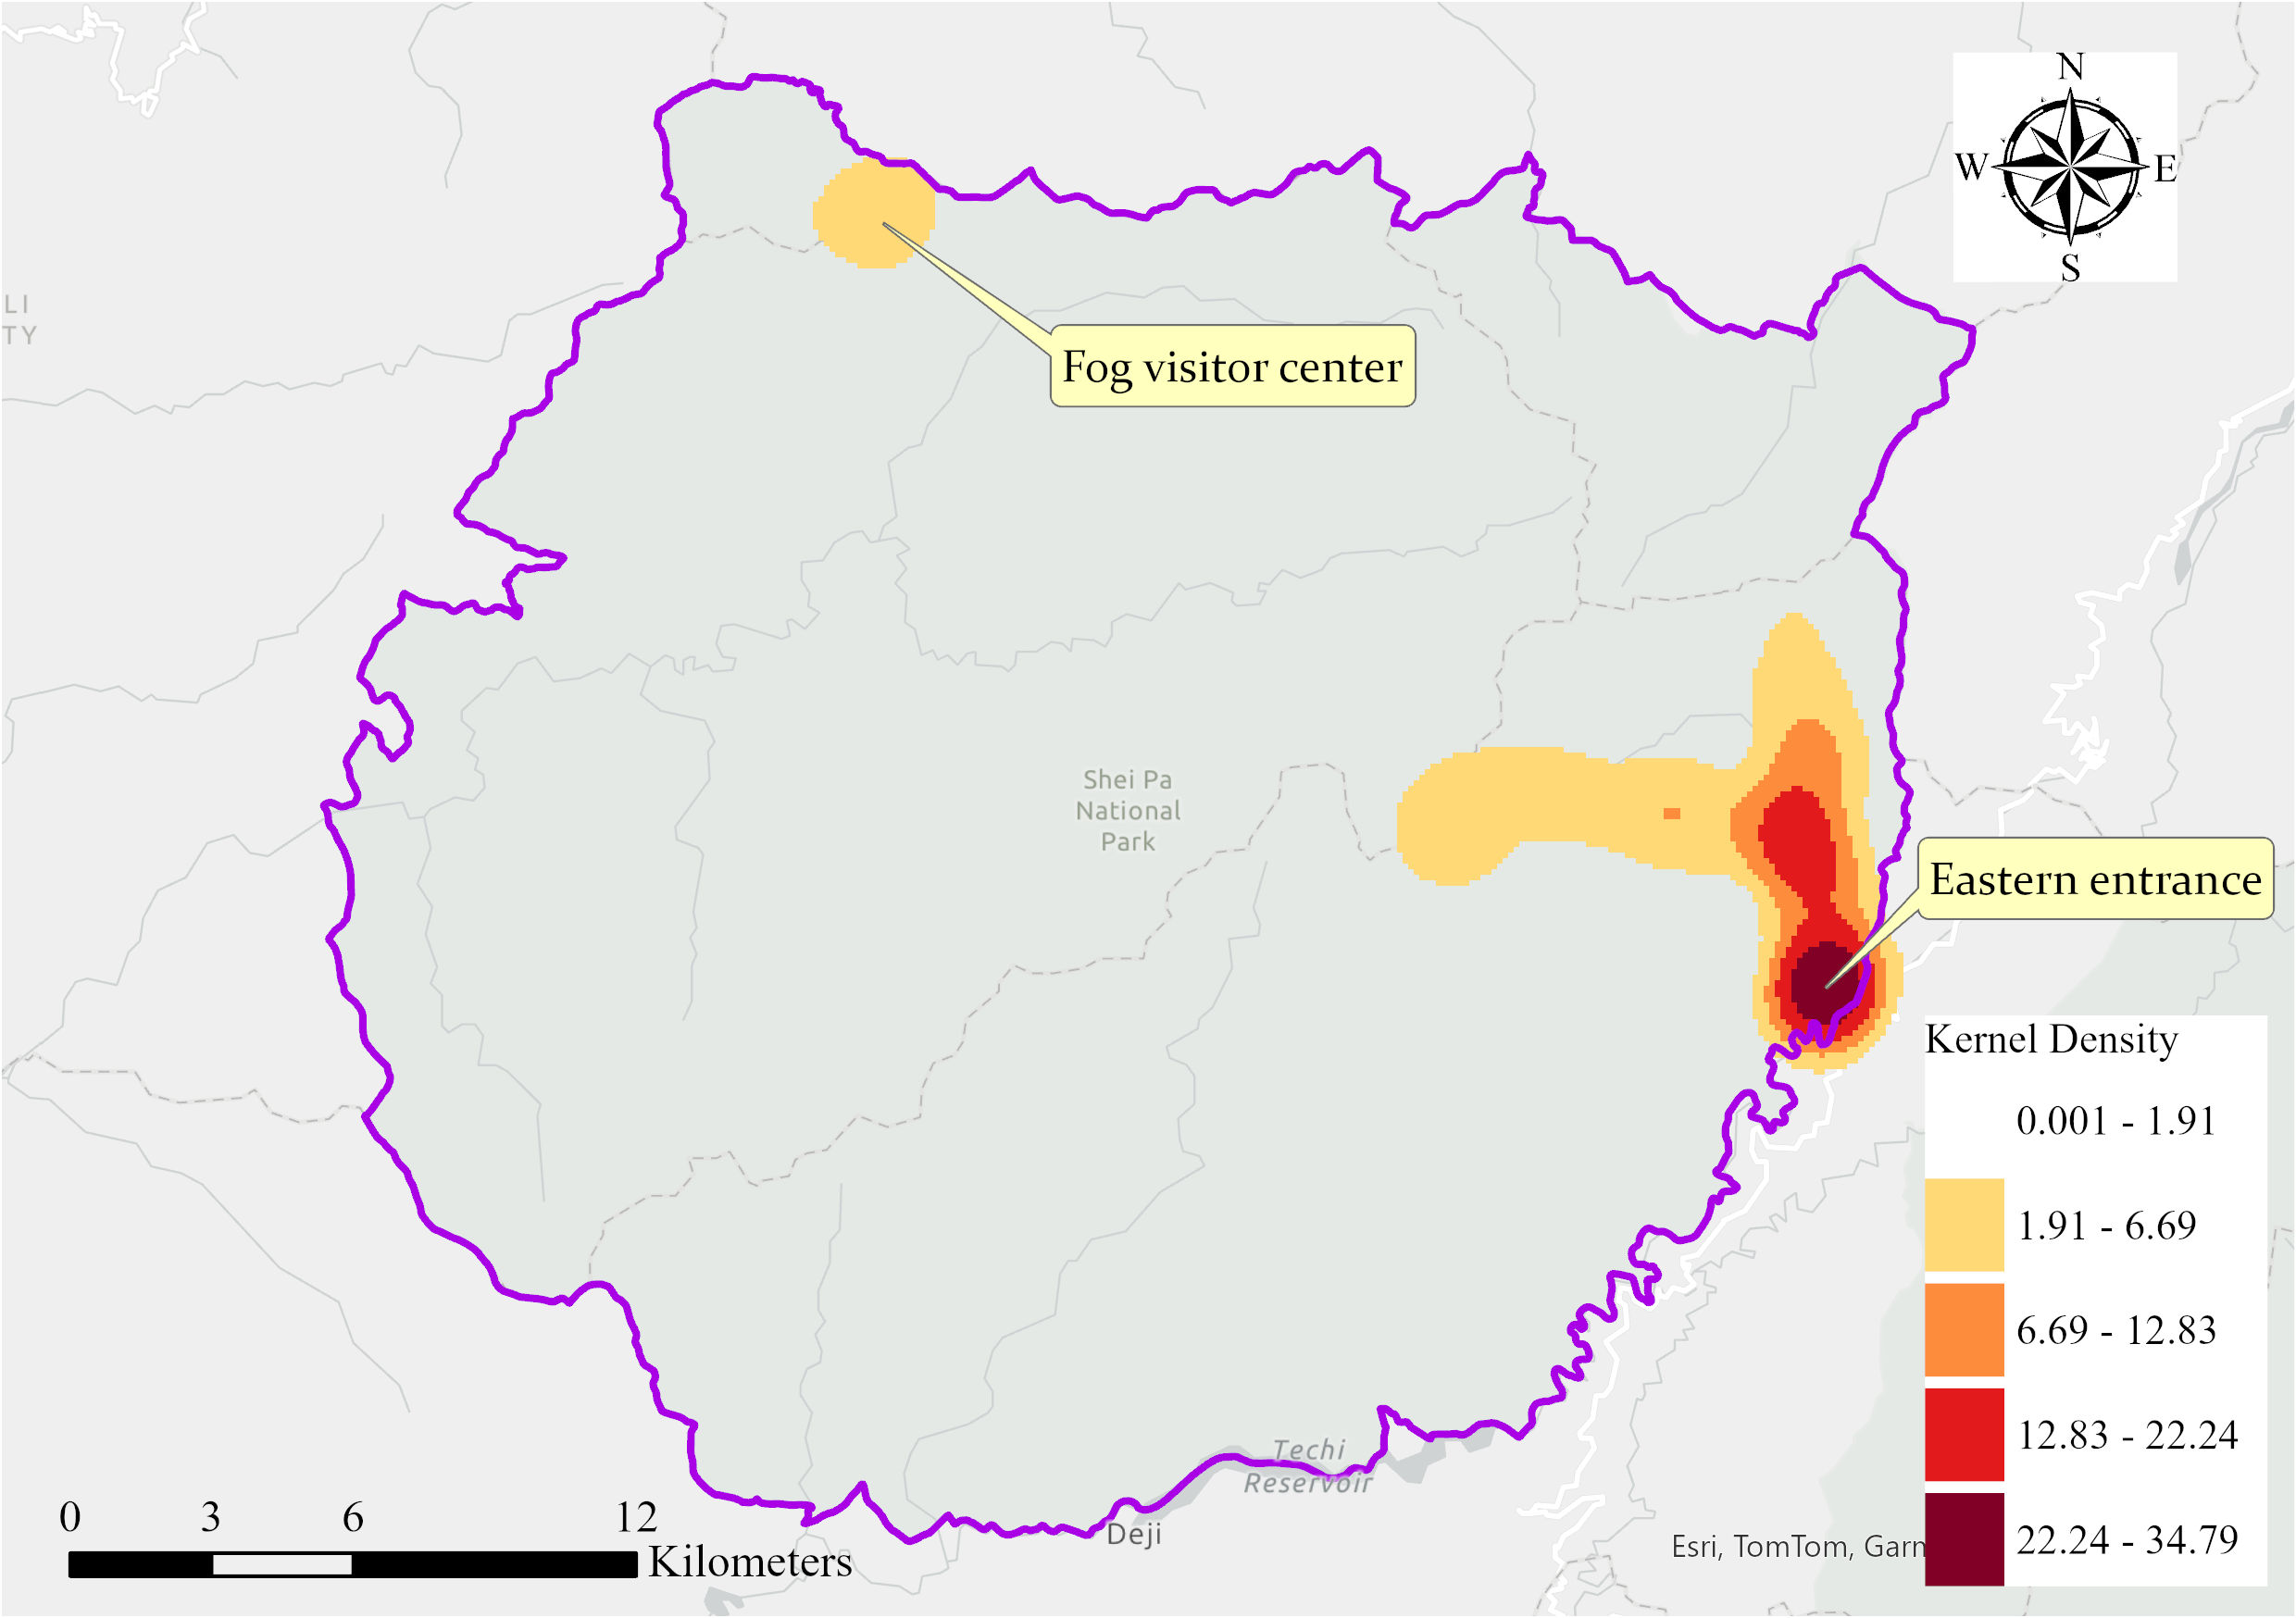 N
W E
S
LI
TY
Fog visitor center
Shei Pa
National
Park
Eastern entrance
Kernel Density
0.001 - 1.91
1.91 - 6.69
6.69 - 12.83
12.83 - 22.24
22.24 - 34.79
Techi
Reservoir
Deji
0 3 6 12
Kilometers
Esri, TomTom, Garn